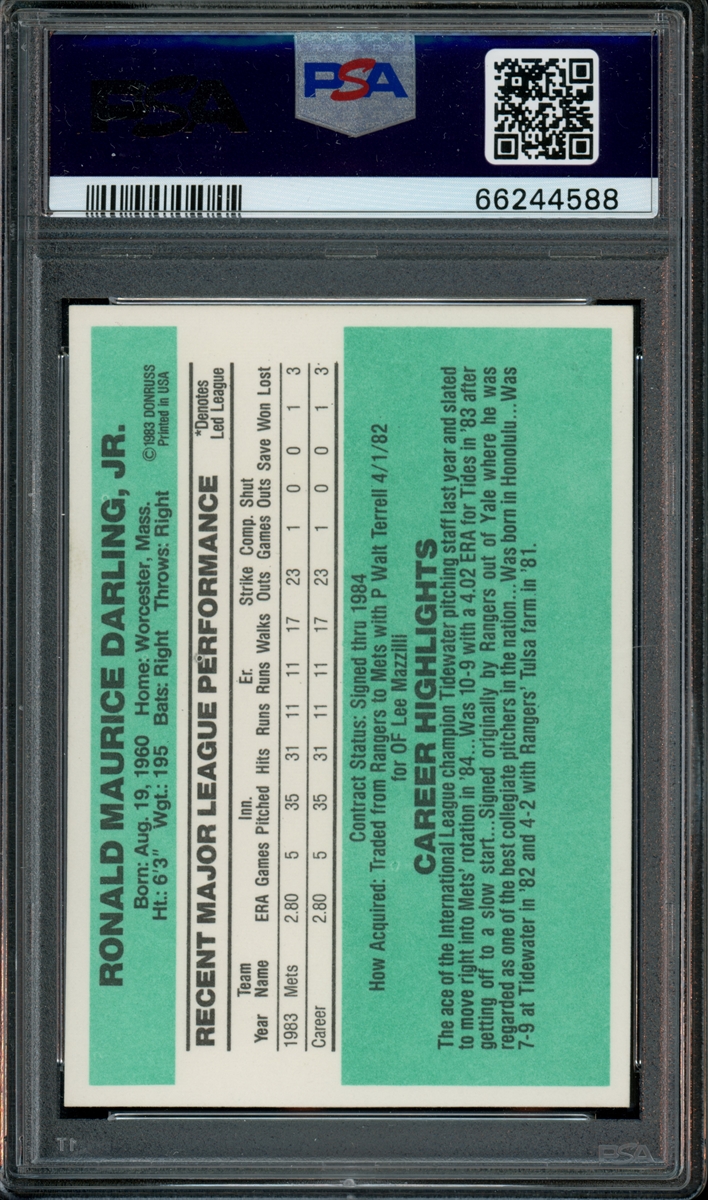 PSA
PSA
66244588
RONALD MAURICE DARLING, JR.
Born: Aug. 19, 1960 Home: Worcester, Mass.
Ht.: 6'3" Wgt.: 195 Bats: Right Throws: Right
©1983 DONRUSS
Printed in USA
RECENT MAJOR LEAGUE PERFORMANCE
*Denotes
Led League
Team Inn. Er. Strike Comp. Shut
Year Name ERA Games Pitched Hits Runs Runs Walks Outs Games Outs Save Won Lost
1983 Mets 2.80 5 35 31 11 11 17 23 1 0 0 1 3
Career 2.80 5 35 31 11 11 17 23 1 0 0 1 3
Contract Status: Signed thru 1984
How Acquired: Traded from Rangers to Mets with P Walt Terrell 4/1/82
for OF Lee Mazzilli
CAREER HIGHLIGHTS
The ace of the International League champion Tidewater pitching staff last year and slated
to move right into Mets' rotation in '84...Was 10-9 with a 4.02 ERA for Tides in '83 after
getting off to a slow start...Signed originally by Rangers out of Yale where he was
regarded as one of the best collegiate pitchers in the nation...Was born in Honolulu...Was
7-9 at Tidewater in '82 and 4-2 with Rangers' Tulsa farm in '81.
PSA